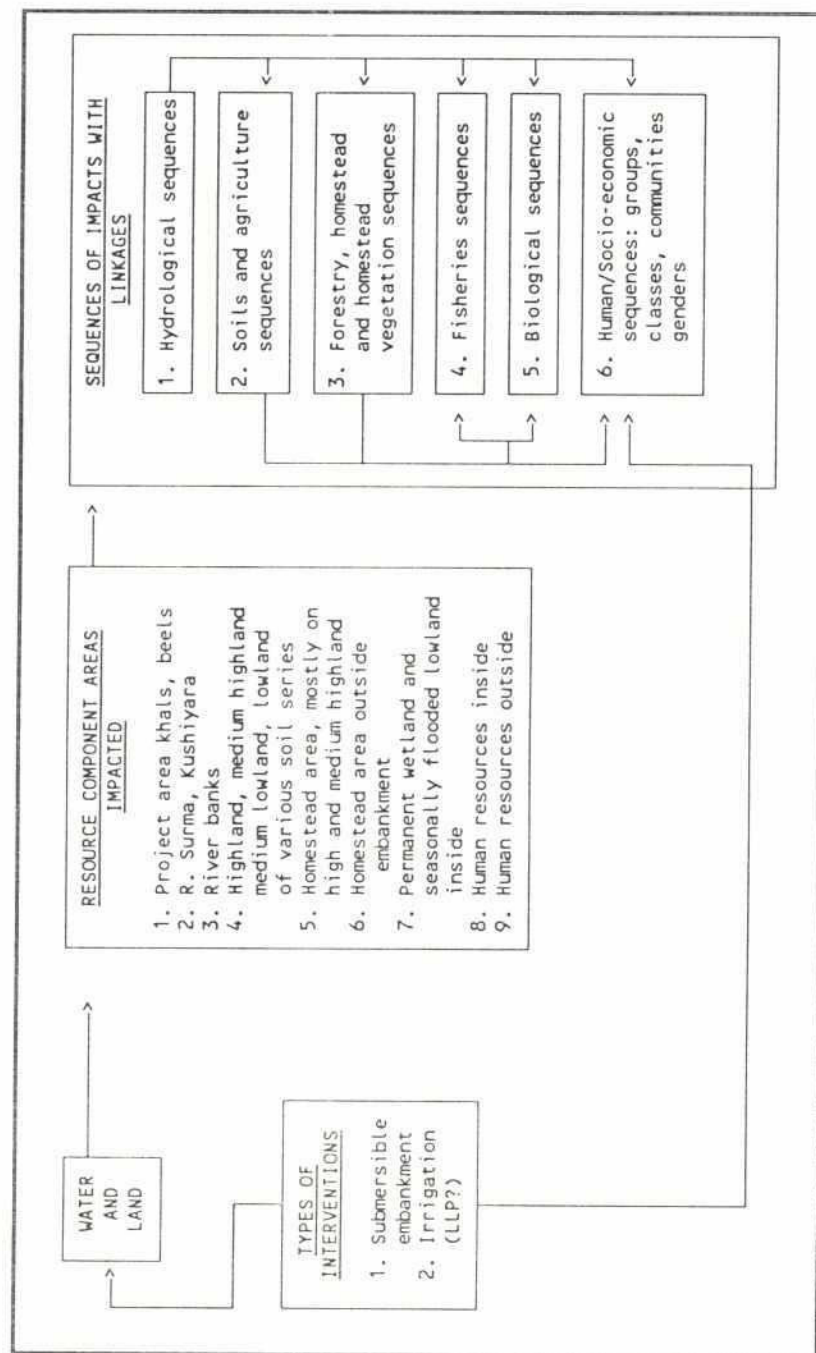 WATER
AND
LAND
TYPES OF
INTERVENTIONS
1. Submersible
embankment
2. Irrigation
(LLP?)
RESOURCE COMPONENT AREAS
IMPACTED
1. Project area khals, beels
2. R. Surma, Kushiyara
3. River banks
4. Highland, medium highland
medium lowland, lowland
of various soil series
5. Homestead area, mostly on
high and medium highland
6. Homestead area outside
embankment
7. Permanent wetland and
seasonally flooded lowland
inside
8. Human resources inside
9. Human resources outside
SEQUENCES OF IMPACTS WITH
LINKAGES
1. Hydrological sequences
2. Soils and agriculture
sequences
3. Forestry, homestead
and homestead
vegetation sequences
4. Fisheries sequences
5. Biological sequences
6. Human/Socio-economic
sequences: groups,
classes, communities
genders